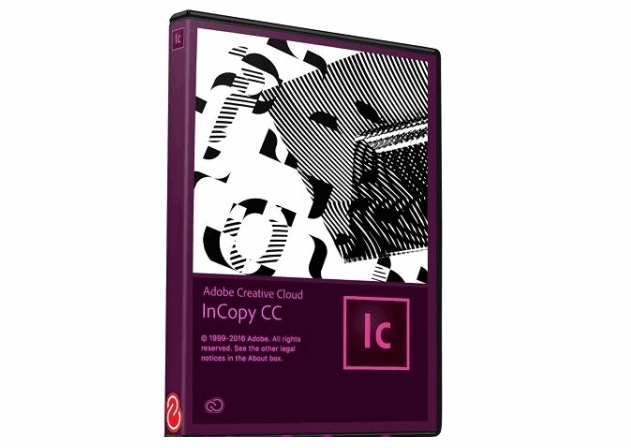 Ic
Adobe Creative Cloud
InCopy CC
© 1999-2016 Adobe. All rights
reserved. See the other legal
notices in the About box.
Ic